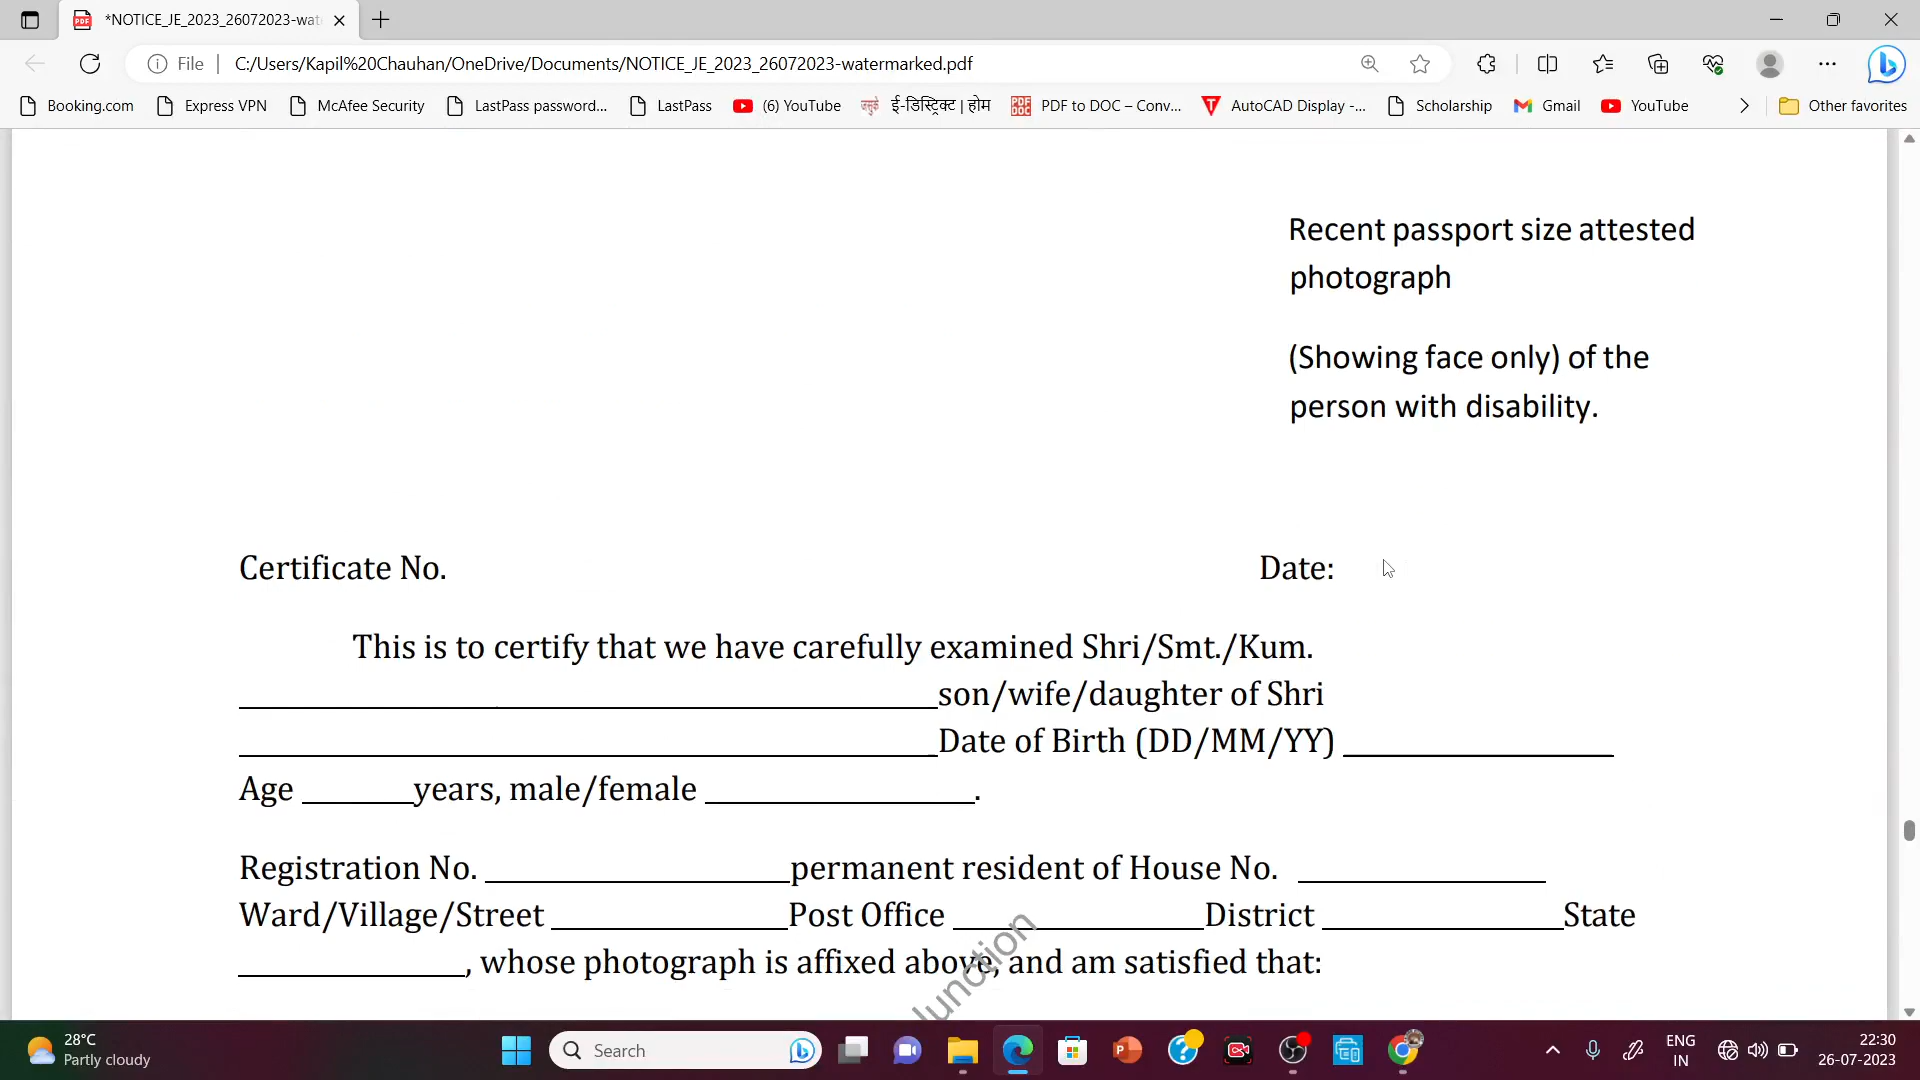 *NOTICE_JE_2023_26072023-wat
File
C:/Users/Kapil%20Chauhan/OneDrive/Documents/NOTICE_JE_2023_26072023-watermarked.pdf
Booking.com
Express VPN
McAfee Security
LastPass password...
LastPass
(6) YouTube
ई-डिस्ट्रिक्ट | होम
PDF to DOC – Conv...
AutoCAD Display -...
Scholarship
Gmail
YouTube
Other favorites
Recent passport size attested
photograph
(Showing face only) of the
person with disability.
Certificate No. Date:
This is to certify that we have carefully examined Shri/Smt./Kum.
son/wife/daughter of Shri
Date of Birth (DD/MM/YY)
Age years, male/female .
Registration No. permanent resident of House No.
Ward/Village/Street Post Office District State
, whose photograph is affixed above, and am satisfied that:
Junction
28°C
Partly cloudy
Search
ENG
IN
22:30
26-07-2023